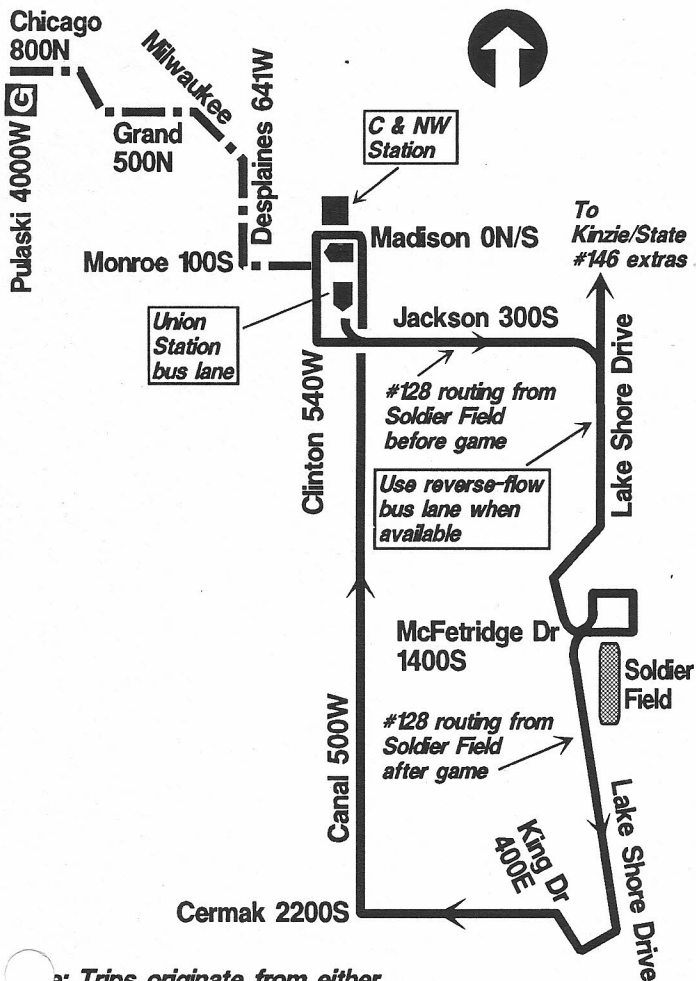 Chicago
800N
Milwaukee
Desplaines 641W
G
Pulaski 4000W
Grand
500N
C & NW
Station
To
Kinzie/State
#146 extras
Madison 0N/S
Monroe 100S
Union
Station
bus lane
Jackson 300S
Clinton 540W
#128 routing from
Soldier Field
before game
Lake Shore Drive
Use reverse-flow
bus lane when
available
McFetridge Dr
1400S
Soldier
Field
Canal 500W
#128 routing from
Soldier Field
after game
Lake Shore Drive
King Dr
400E
Cermak 2200S
Trips originate from either